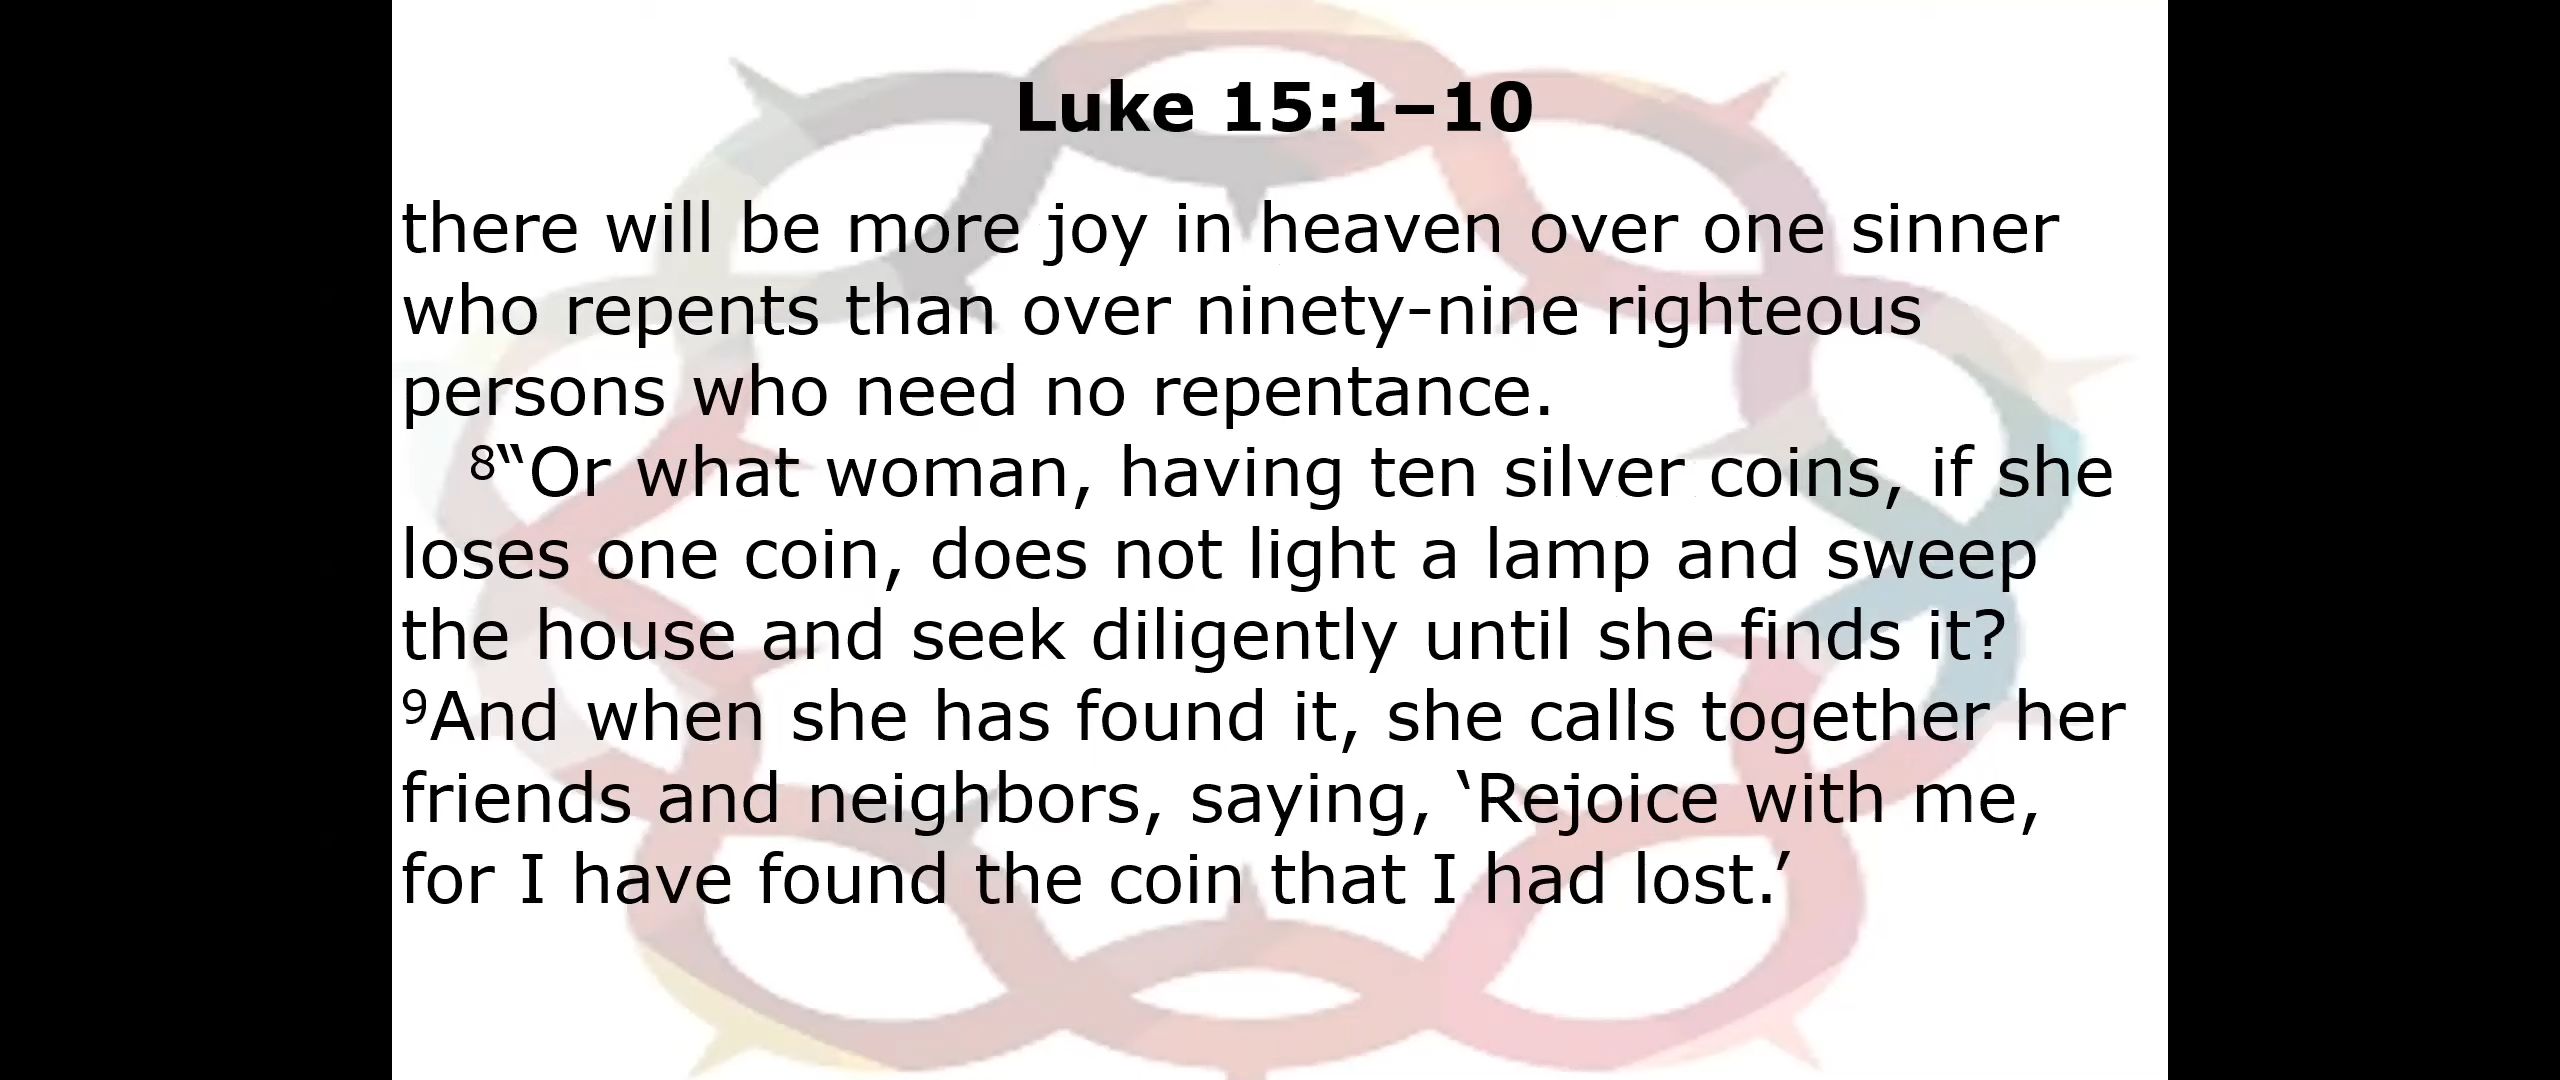 Luke 15:1–10
there will be more joy in heaven over one sinner
who repents than over ninety-nine righteous
persons who need no repentance.
8“Or what woman, having ten silver coins, if she
loses one coin, does not light a lamp and sweep
the house and seek diligently until she finds it?
9And when she has found it, she calls together her
friends and neighbors, saying, ‘Rejoice with me,
for I have found the coin that I had lost.’